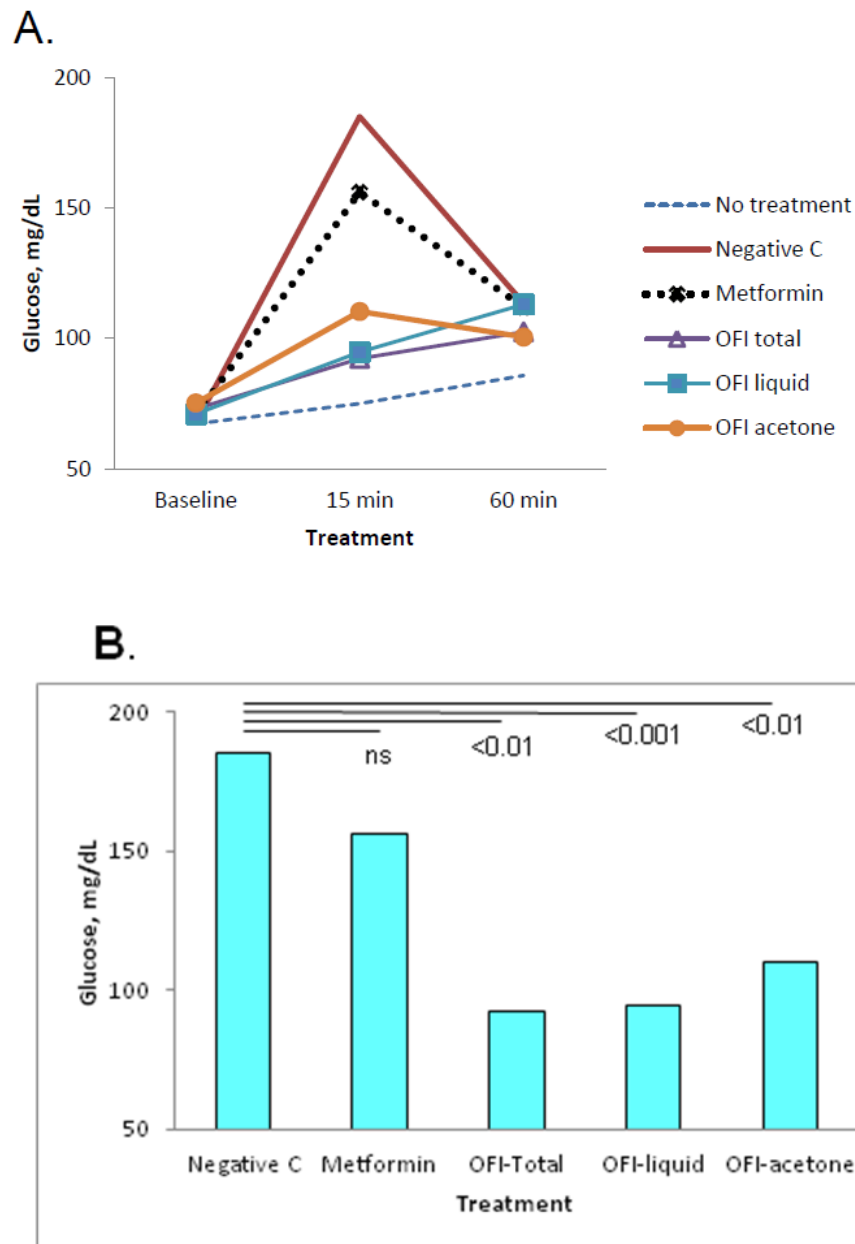 A.
200
150
100
50
Glucose, mg/dL
Baseline 15 min 60 min
Treatment
No treatment
Negative C
Metformin
OFI total
OFI liquid
OFI acetone
B.
200
150
100
50
Glucose, mg/dL
ns
<0.01
<0.001
<0.01
Negative C Metformin OFI-Total OFI-liquid OFI-acetone
Treatment